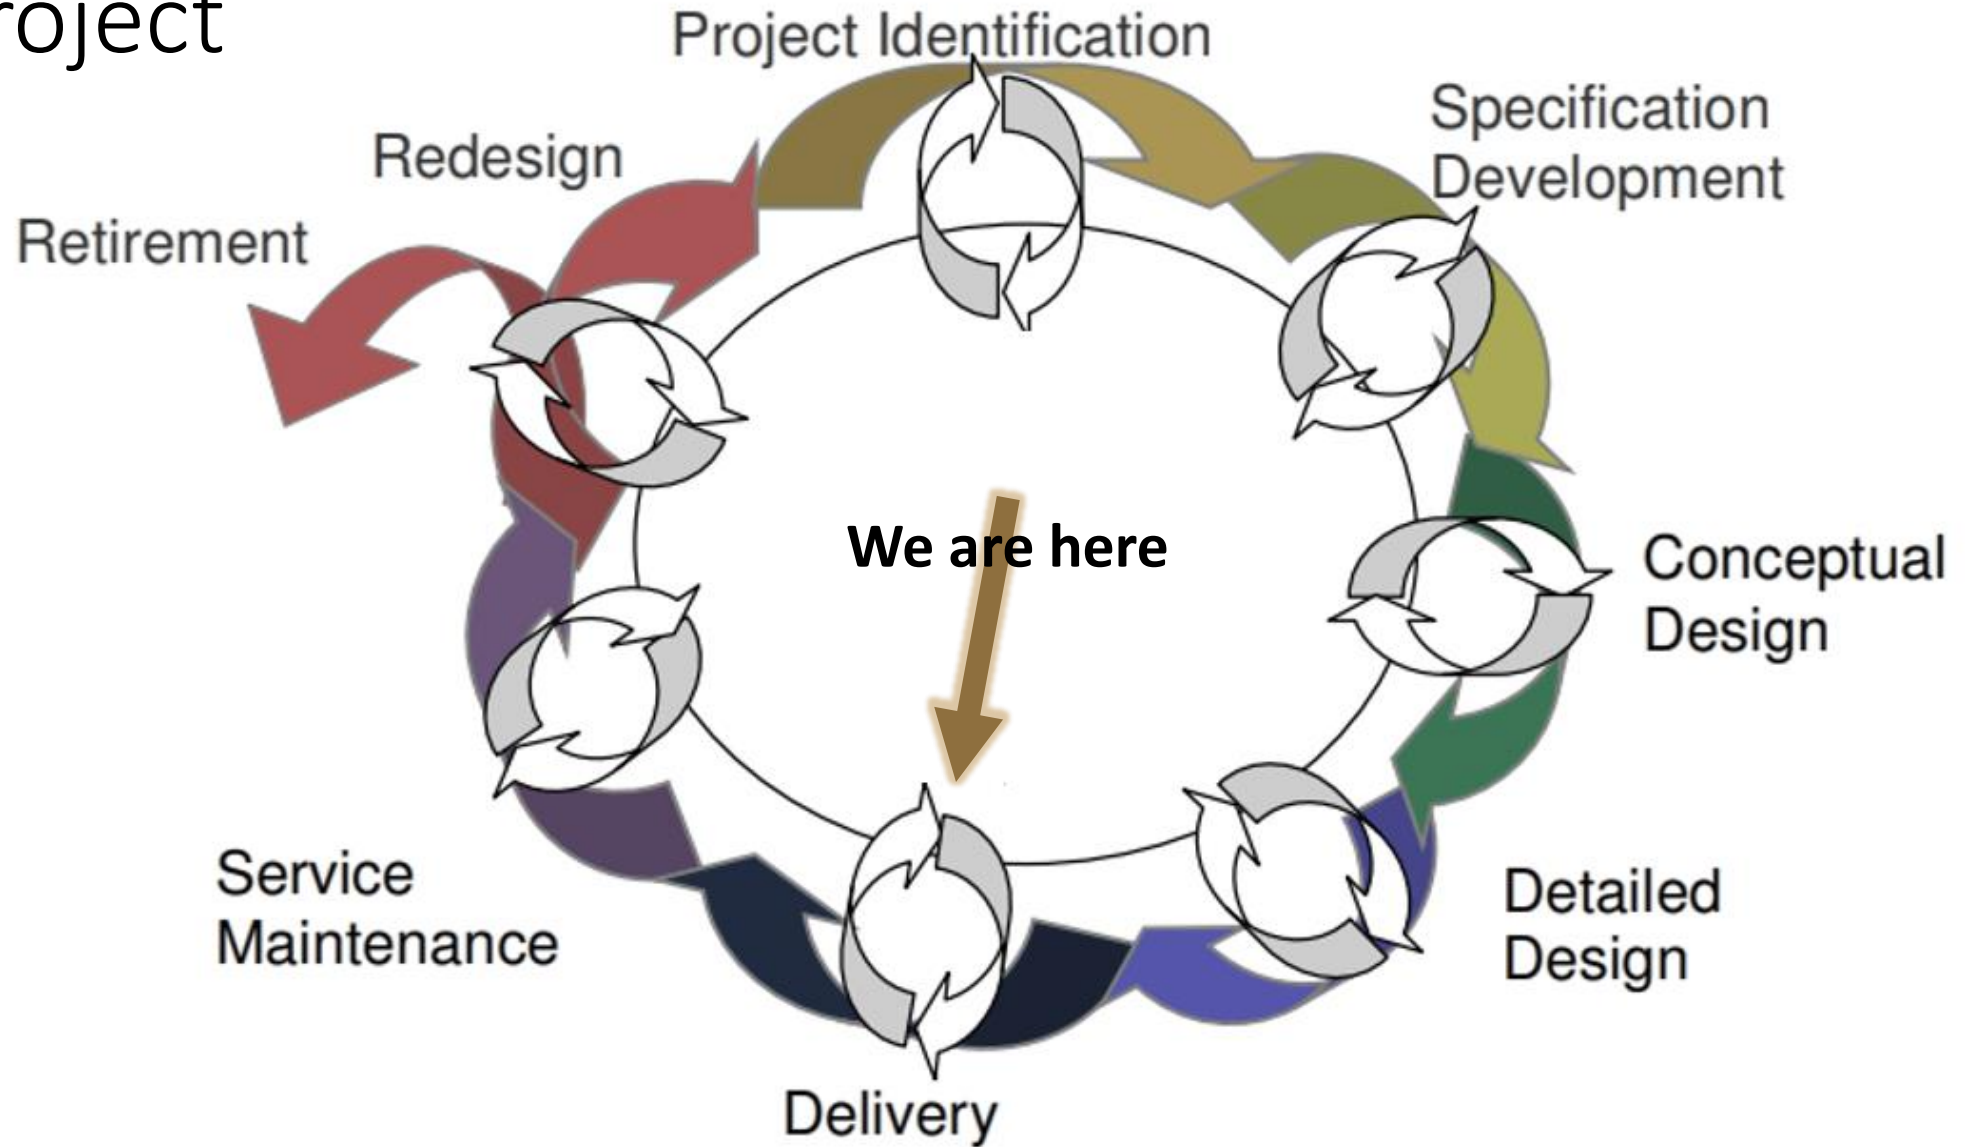 roject
Project Identification
Specification
Development
Redesign
Retirement
We are here
Conceptual
Design
Service
Maintenance
Detailed
Design
Delivery